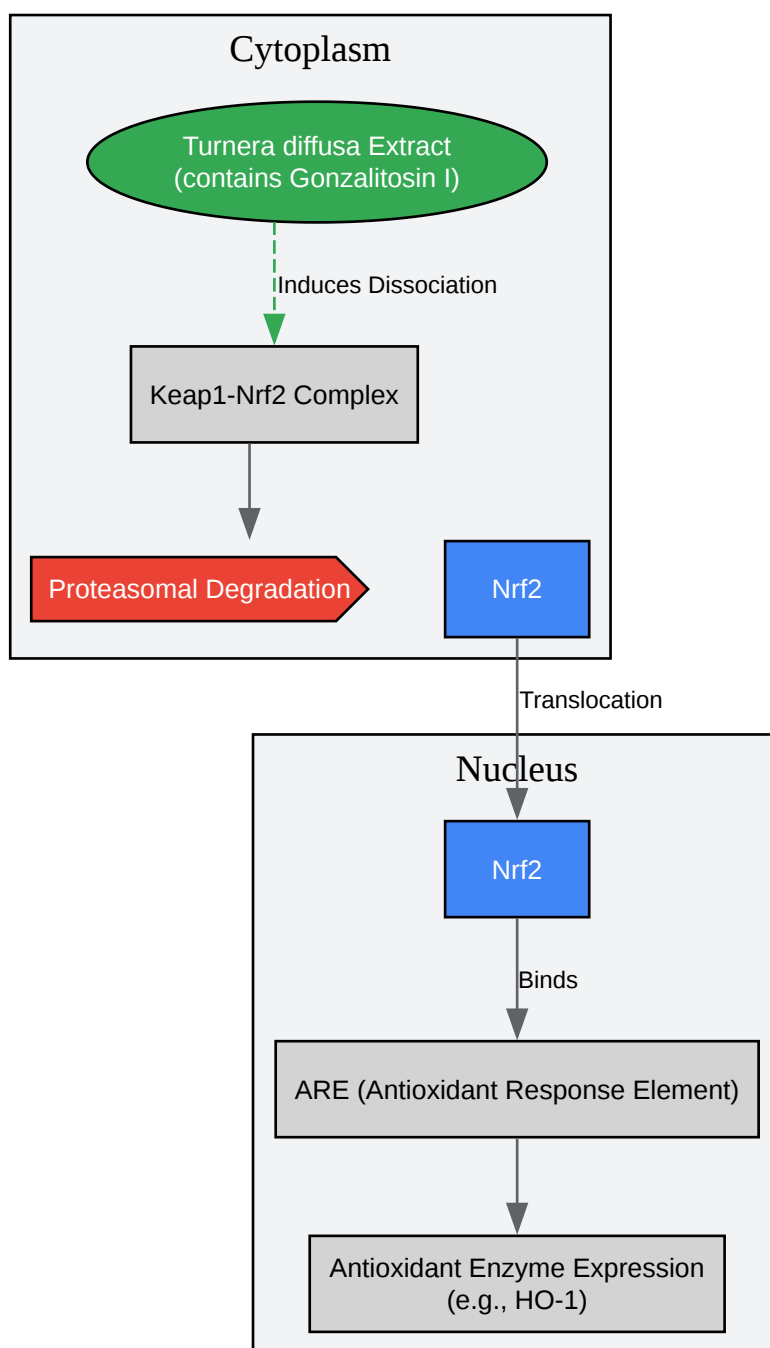 Cytoplasm
Turnera diffusa Extract
(contains Gonzalitosin I)
Induces Dissociation
Keap1-Nrf2 Complex
Proteasomal Degradation
Nrf2
Translocation
Nucleus
Nrf2
Binds
ARE (Antioxidant Response Element)
Antioxidant Enzyme Expression
(e.g., HO-1)